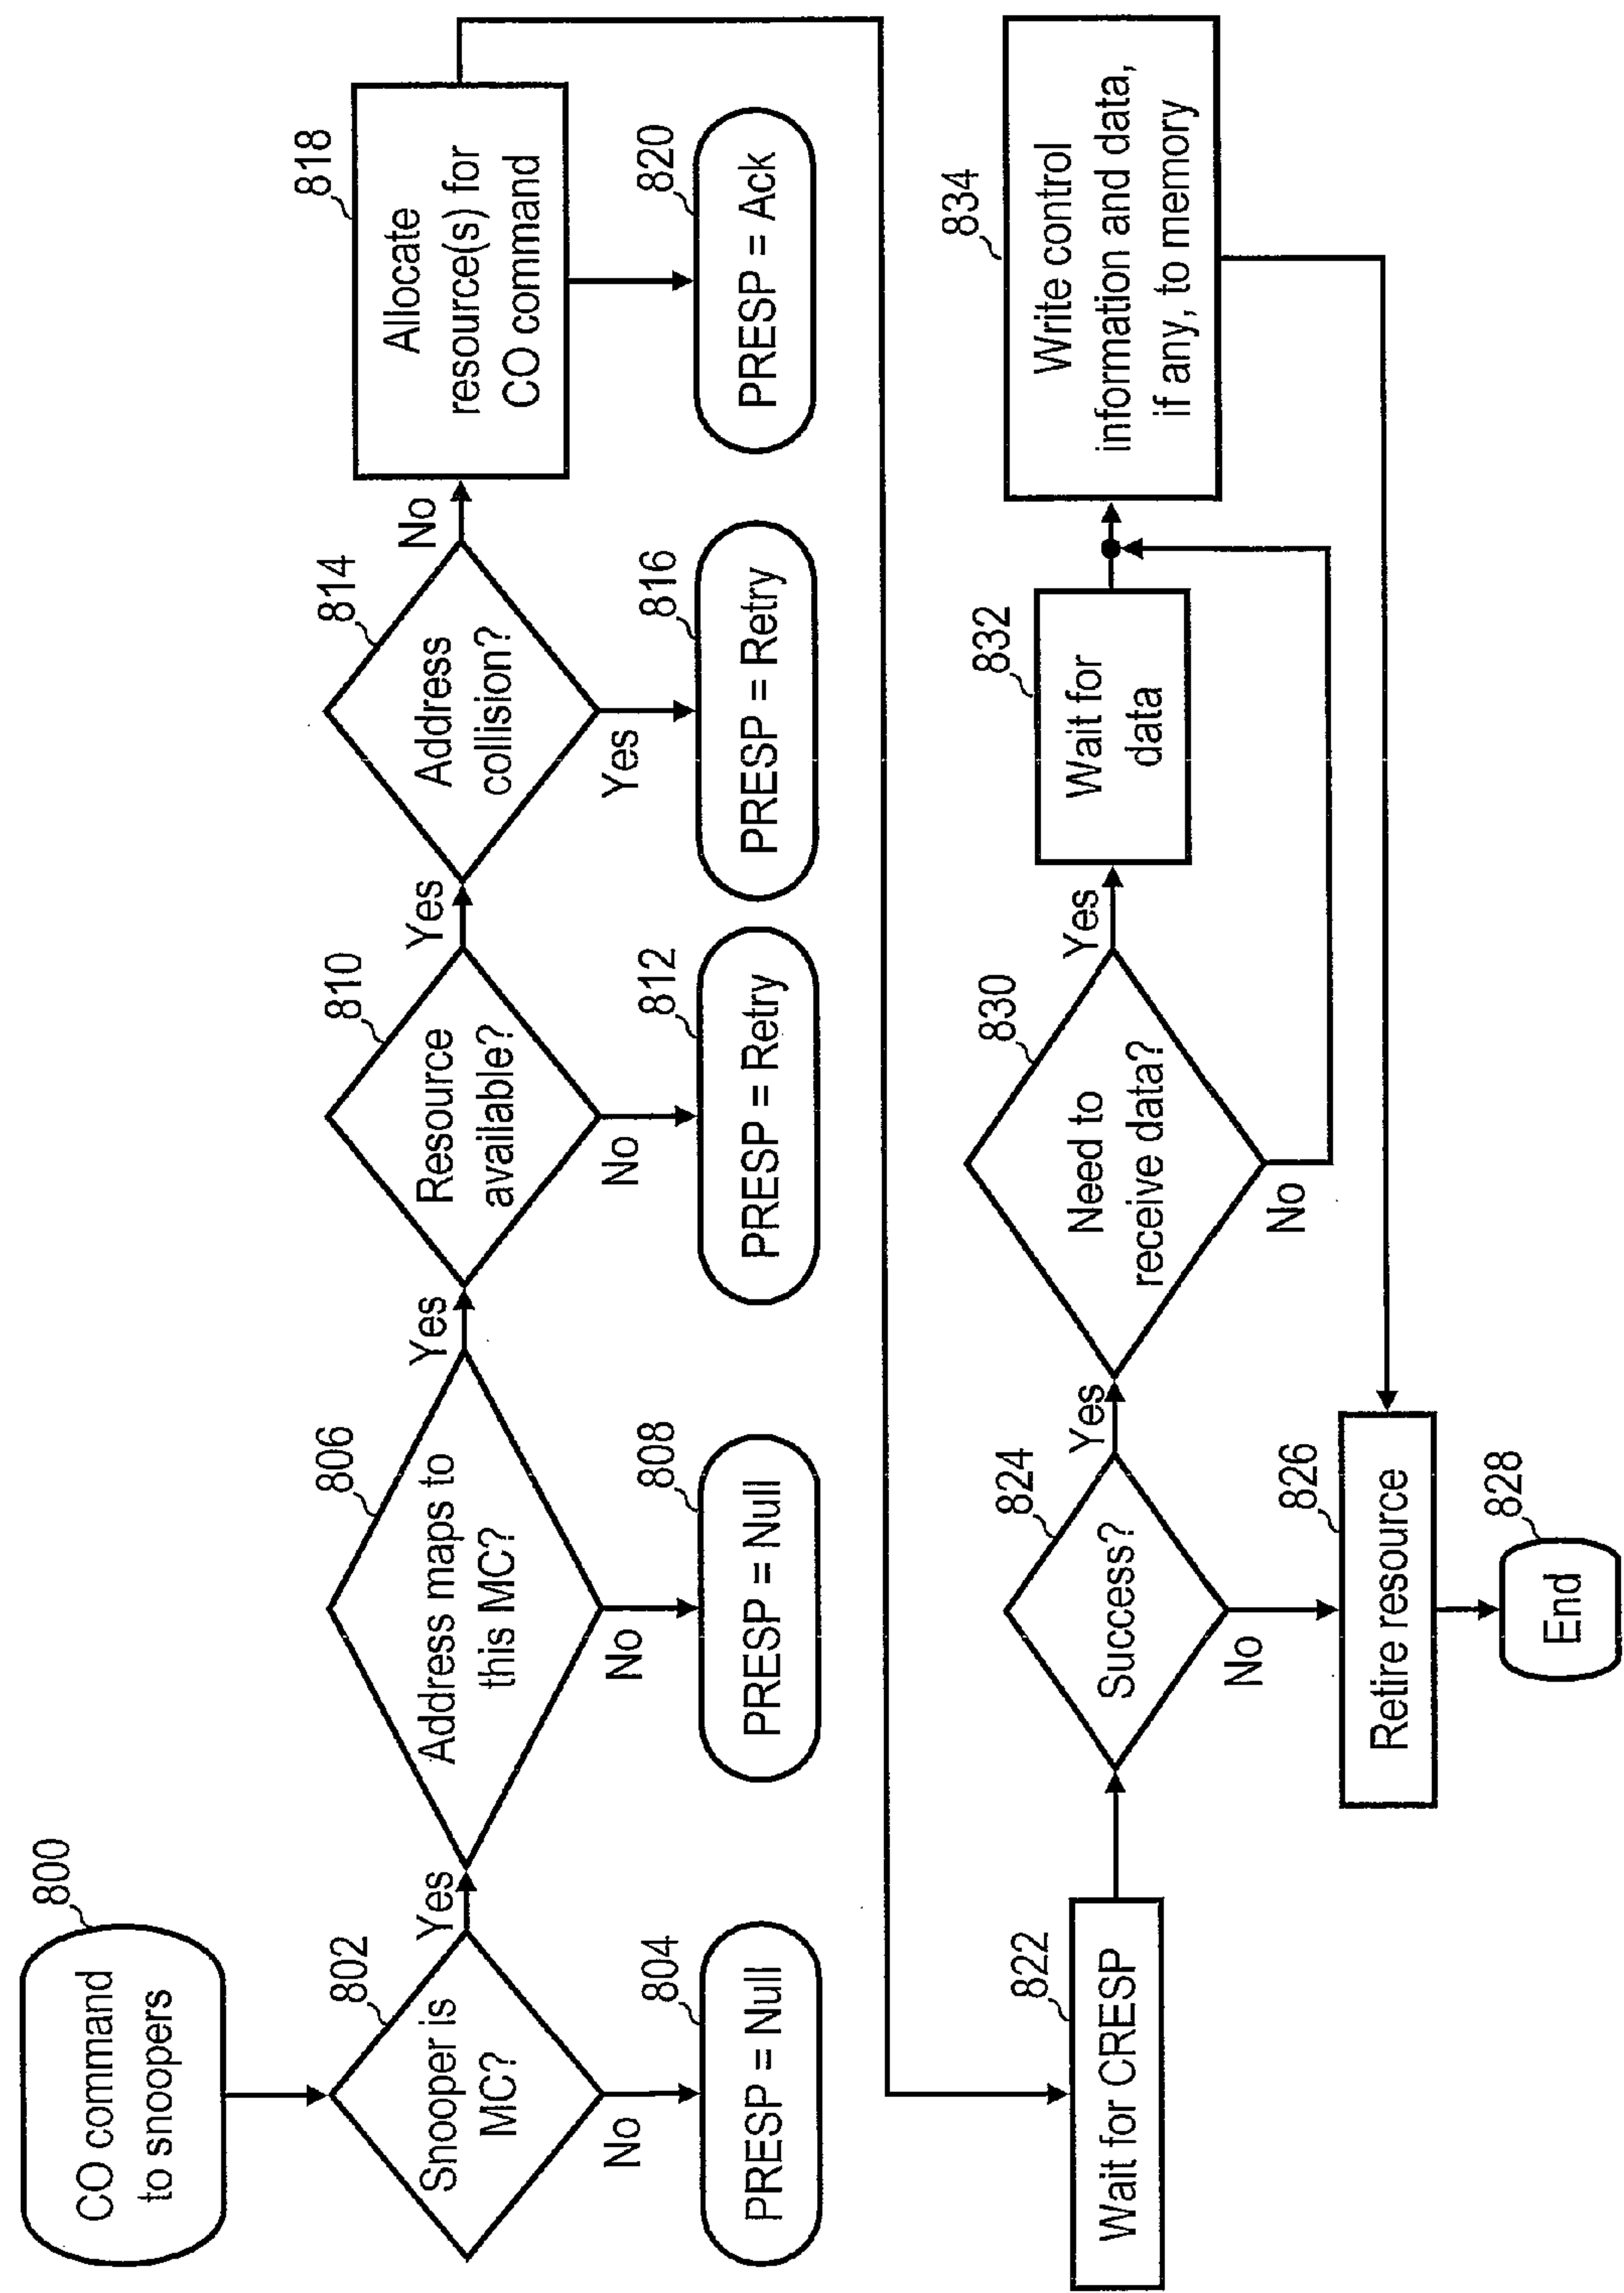 800
CO command
to snoopers
802
Snooper is
MC?
Yes
No
804
PRESP = Null
806
Address maps to
this MC?
Yes
No
808
PRESP = Null
810
Resource
available?
Yes
No
812
PRESP = Retry
814
Address
collision?
No
Yes
816
PRESP = Retry
818
Allocate
resource(s) for
CO command
820
PRESP = Ack
822
Wait for CRESP
824
Success?
Yes
No
826
Retire resource
828
End
830
Need to
receive data?
Yes
No
832
Wait for
data
834
Write control
information and data,
if any, to memory